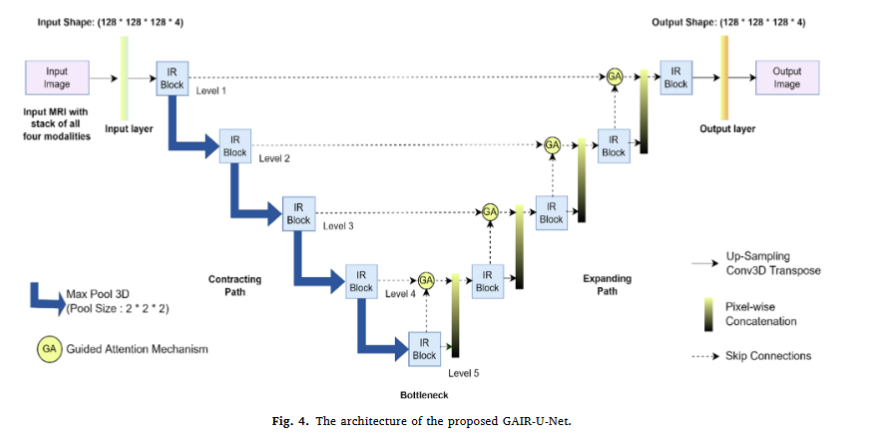 Input Shape: (128 * 128 * 128 * 4)
Output Shape: (128 * 128 * 128 * 4)
Input
Image
IR
Block
Level 1
GA
IR
Block
Output
Image
Input MRI with
stack of all
four modalities
Input layer
Output layer
IR
Block
Level 2
GA
IR
Block
IR
Block
Level 3
GA
IR
Block
IR
Block
Level 4
GA
IR
Block
IR
Block
Level 5
Contracting
Path
Expanding
Path
Bottleneck
Max Pool 3D
(Pool Size : 2 * 2 * 2)
GA
Guided Attention Mechanism
Up-Sampling
Conv3D Transpose
Pixel-wise
Concatenation
Skip Connections
Fig. 4. The architecture of the proposed GAIR-U-Net.